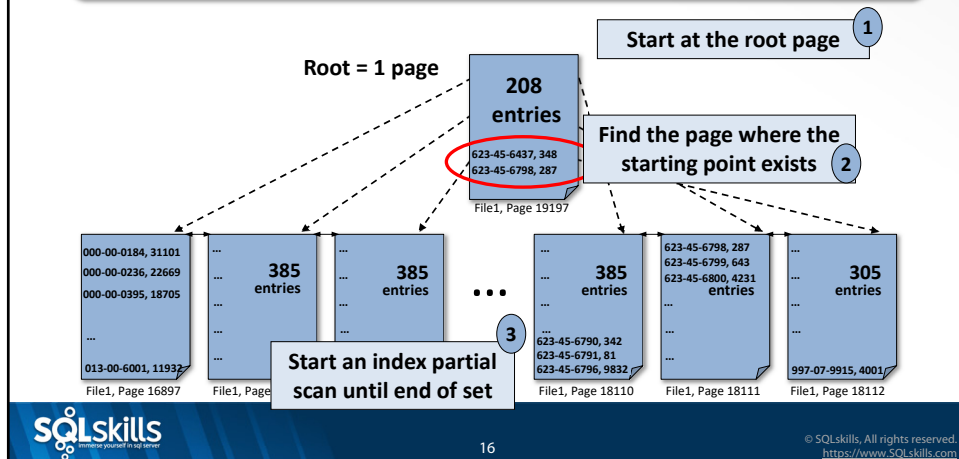 1
Start at the root page
Root = 1 page
208
entries
623-45-6437, 348
623-45-6798, 287
File1, Page 19197
Find the page where the
starting point exists
2
000-00-0184, 31101
000-00-0236, 22669
000-00-0395, 18705
...
013-00-6001, 11932
File1, Page 16897
...
...
385
entries
...
...
...
File1, Pag
...
...
385
entries
...
...
...
...
...
385
entries
...
...
623-45-6790, 342
623-45-6791, 81
623-45-6796, 9832
File1, Page 18110
623-45-6798, 287
623-45-6799, 643
623-45-6800, 4231
entries
...
...
...
File1, Page 18111
...
...
305
entries
...
...
997-07-9915, 4001
File1, Page 18112
3
Start an index partial
scan until end of set
SQLskills
immerse yourself in sql server
16
© SQLskills, All rights reserved.
https://www.SQLskills.com